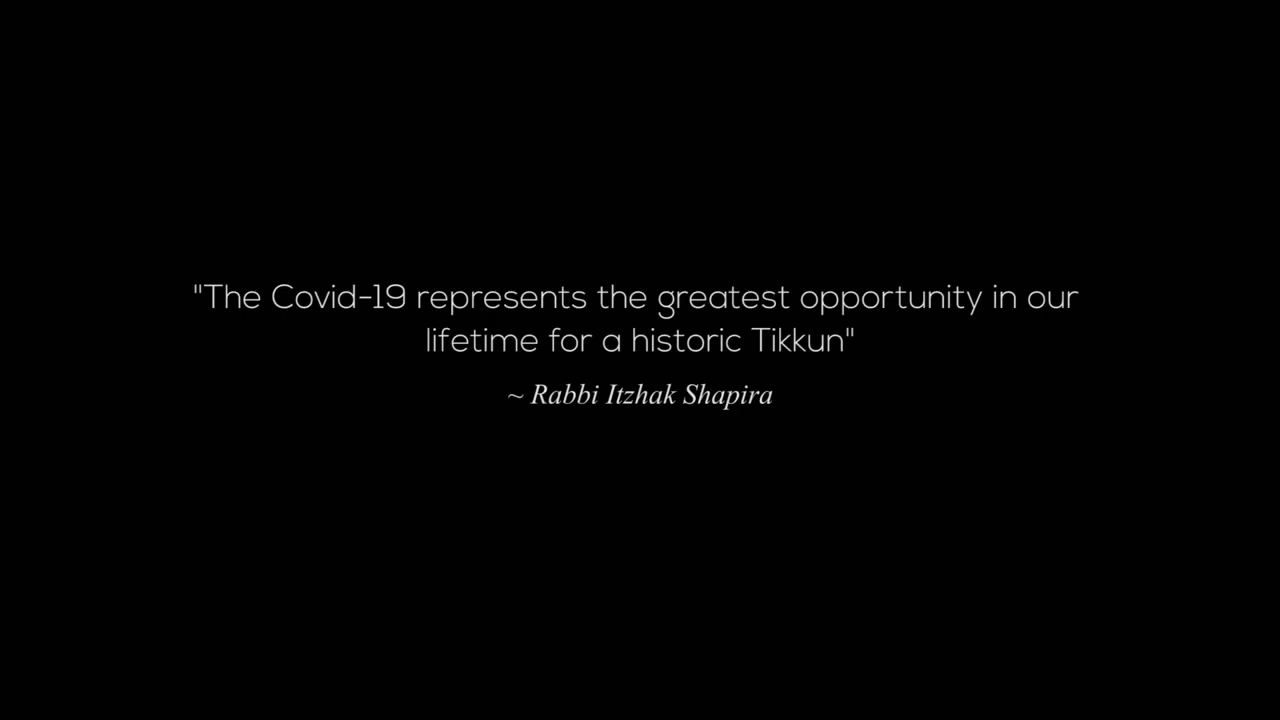 "The Covid-19 represents the greatest opportunity in our
lifetime for a historic Tikkun"
~ Rabbi Itzhak Shapira